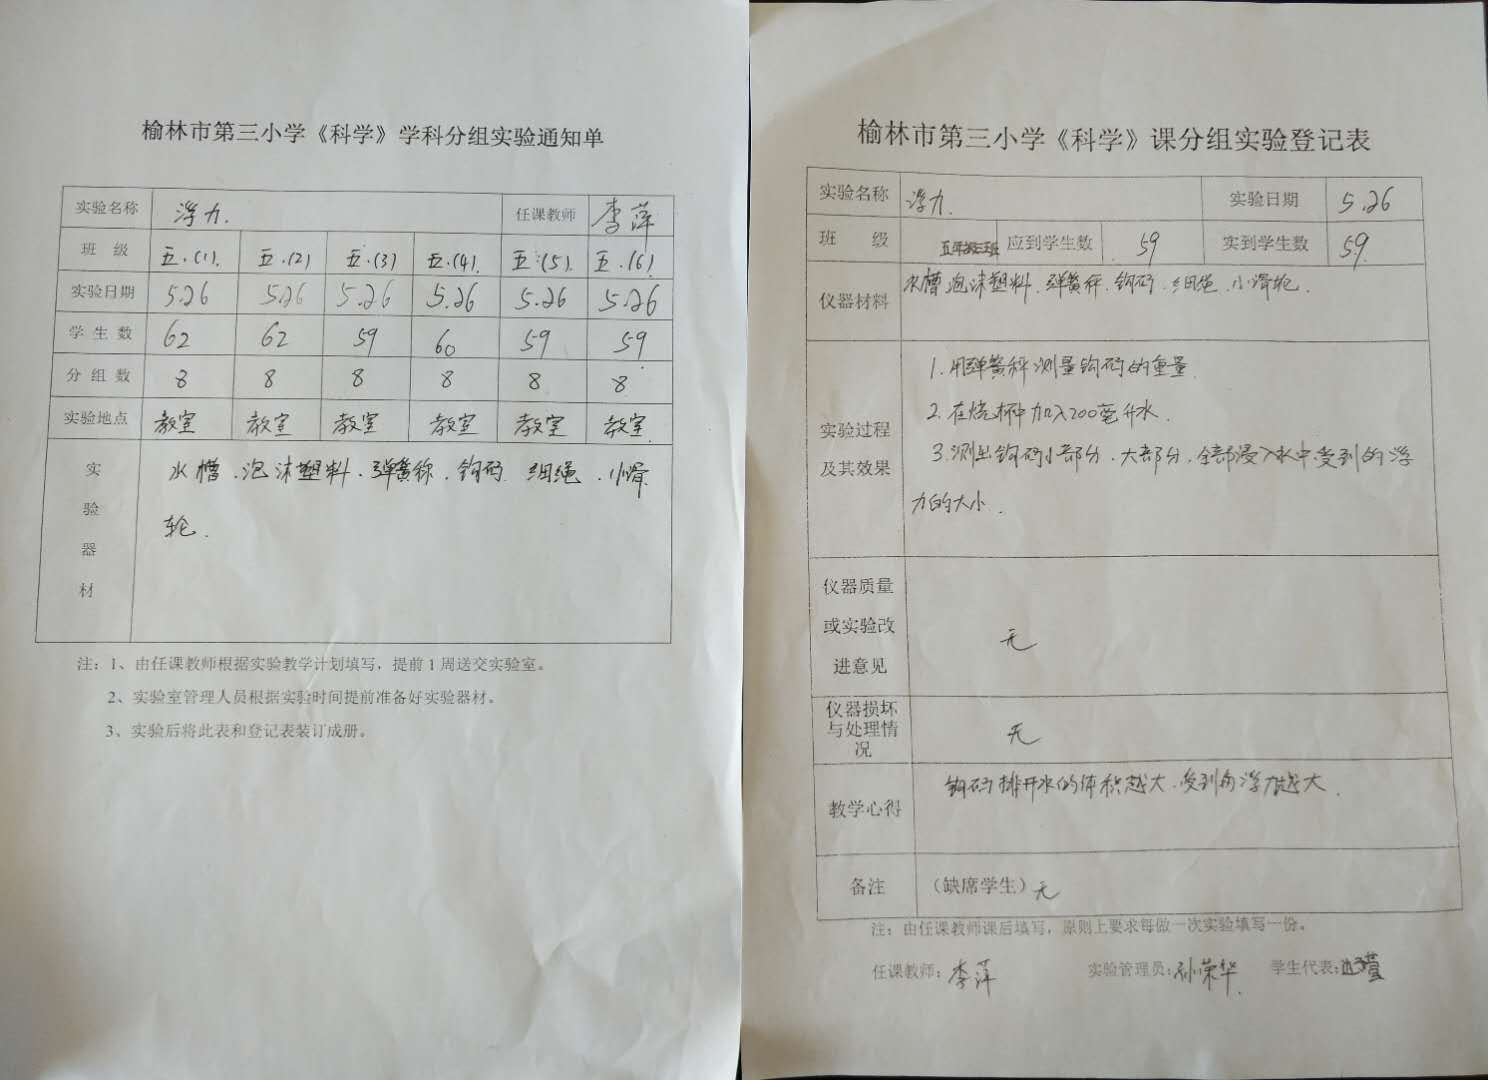 榆林市第三小学《科学》学科分组实验通知单
实验名称 浮力. 任课教师 李萍
班 级 五.(1). 五.(2) 五.(3) 五.(4). 五.(5). 五.(6)
实验日期 5.26 5.26 5.26 5.26 5.26 5.26
学 生 数 62 62 59 60 59 59
分 组 数 8 8 8 8 8 8
实验地点 教室 教室 教室 教室 教室 教室.
实验器材 水槽.泡沫塑料.弹簧称.钩码.细绳.小滑
轮.
注：1、由任课教师根据实验教学计划填写，提前1周送交实验室。
2、实验室管理人员根据实验时间提前准备好实验器材。
3、实验后将此表和登记表装订成册。
榆林市第三小学《科学》课分组实验登记表
实验名称 浮力. 实验日期 5.26
班 级 五年级三班 应到学生数 59 实到学生数 59.
仪器材料 水槽.泡沫塑料.弹簧秤.钩码.细绳.小滑轮.
实验过程
及其效果
1.用弹簧秤测量钩码的重量.
2.在烧杯中加入200毫升水.
3.测出钩码小部分.大部分.全部浸入水中受到的浮
力的大小.
仪器质量
或实验改
进意见
无
仪器损坏
与处理情
况
无
教学心得 钩码排开水的体积越大.受到的浮力越大.
备注 （缺席学生）无
注：由任课教师课后填写，原则上要求每做一次实验填写一份。
任课教师：李萍 实验管理员：孙荣华. 学生代表：